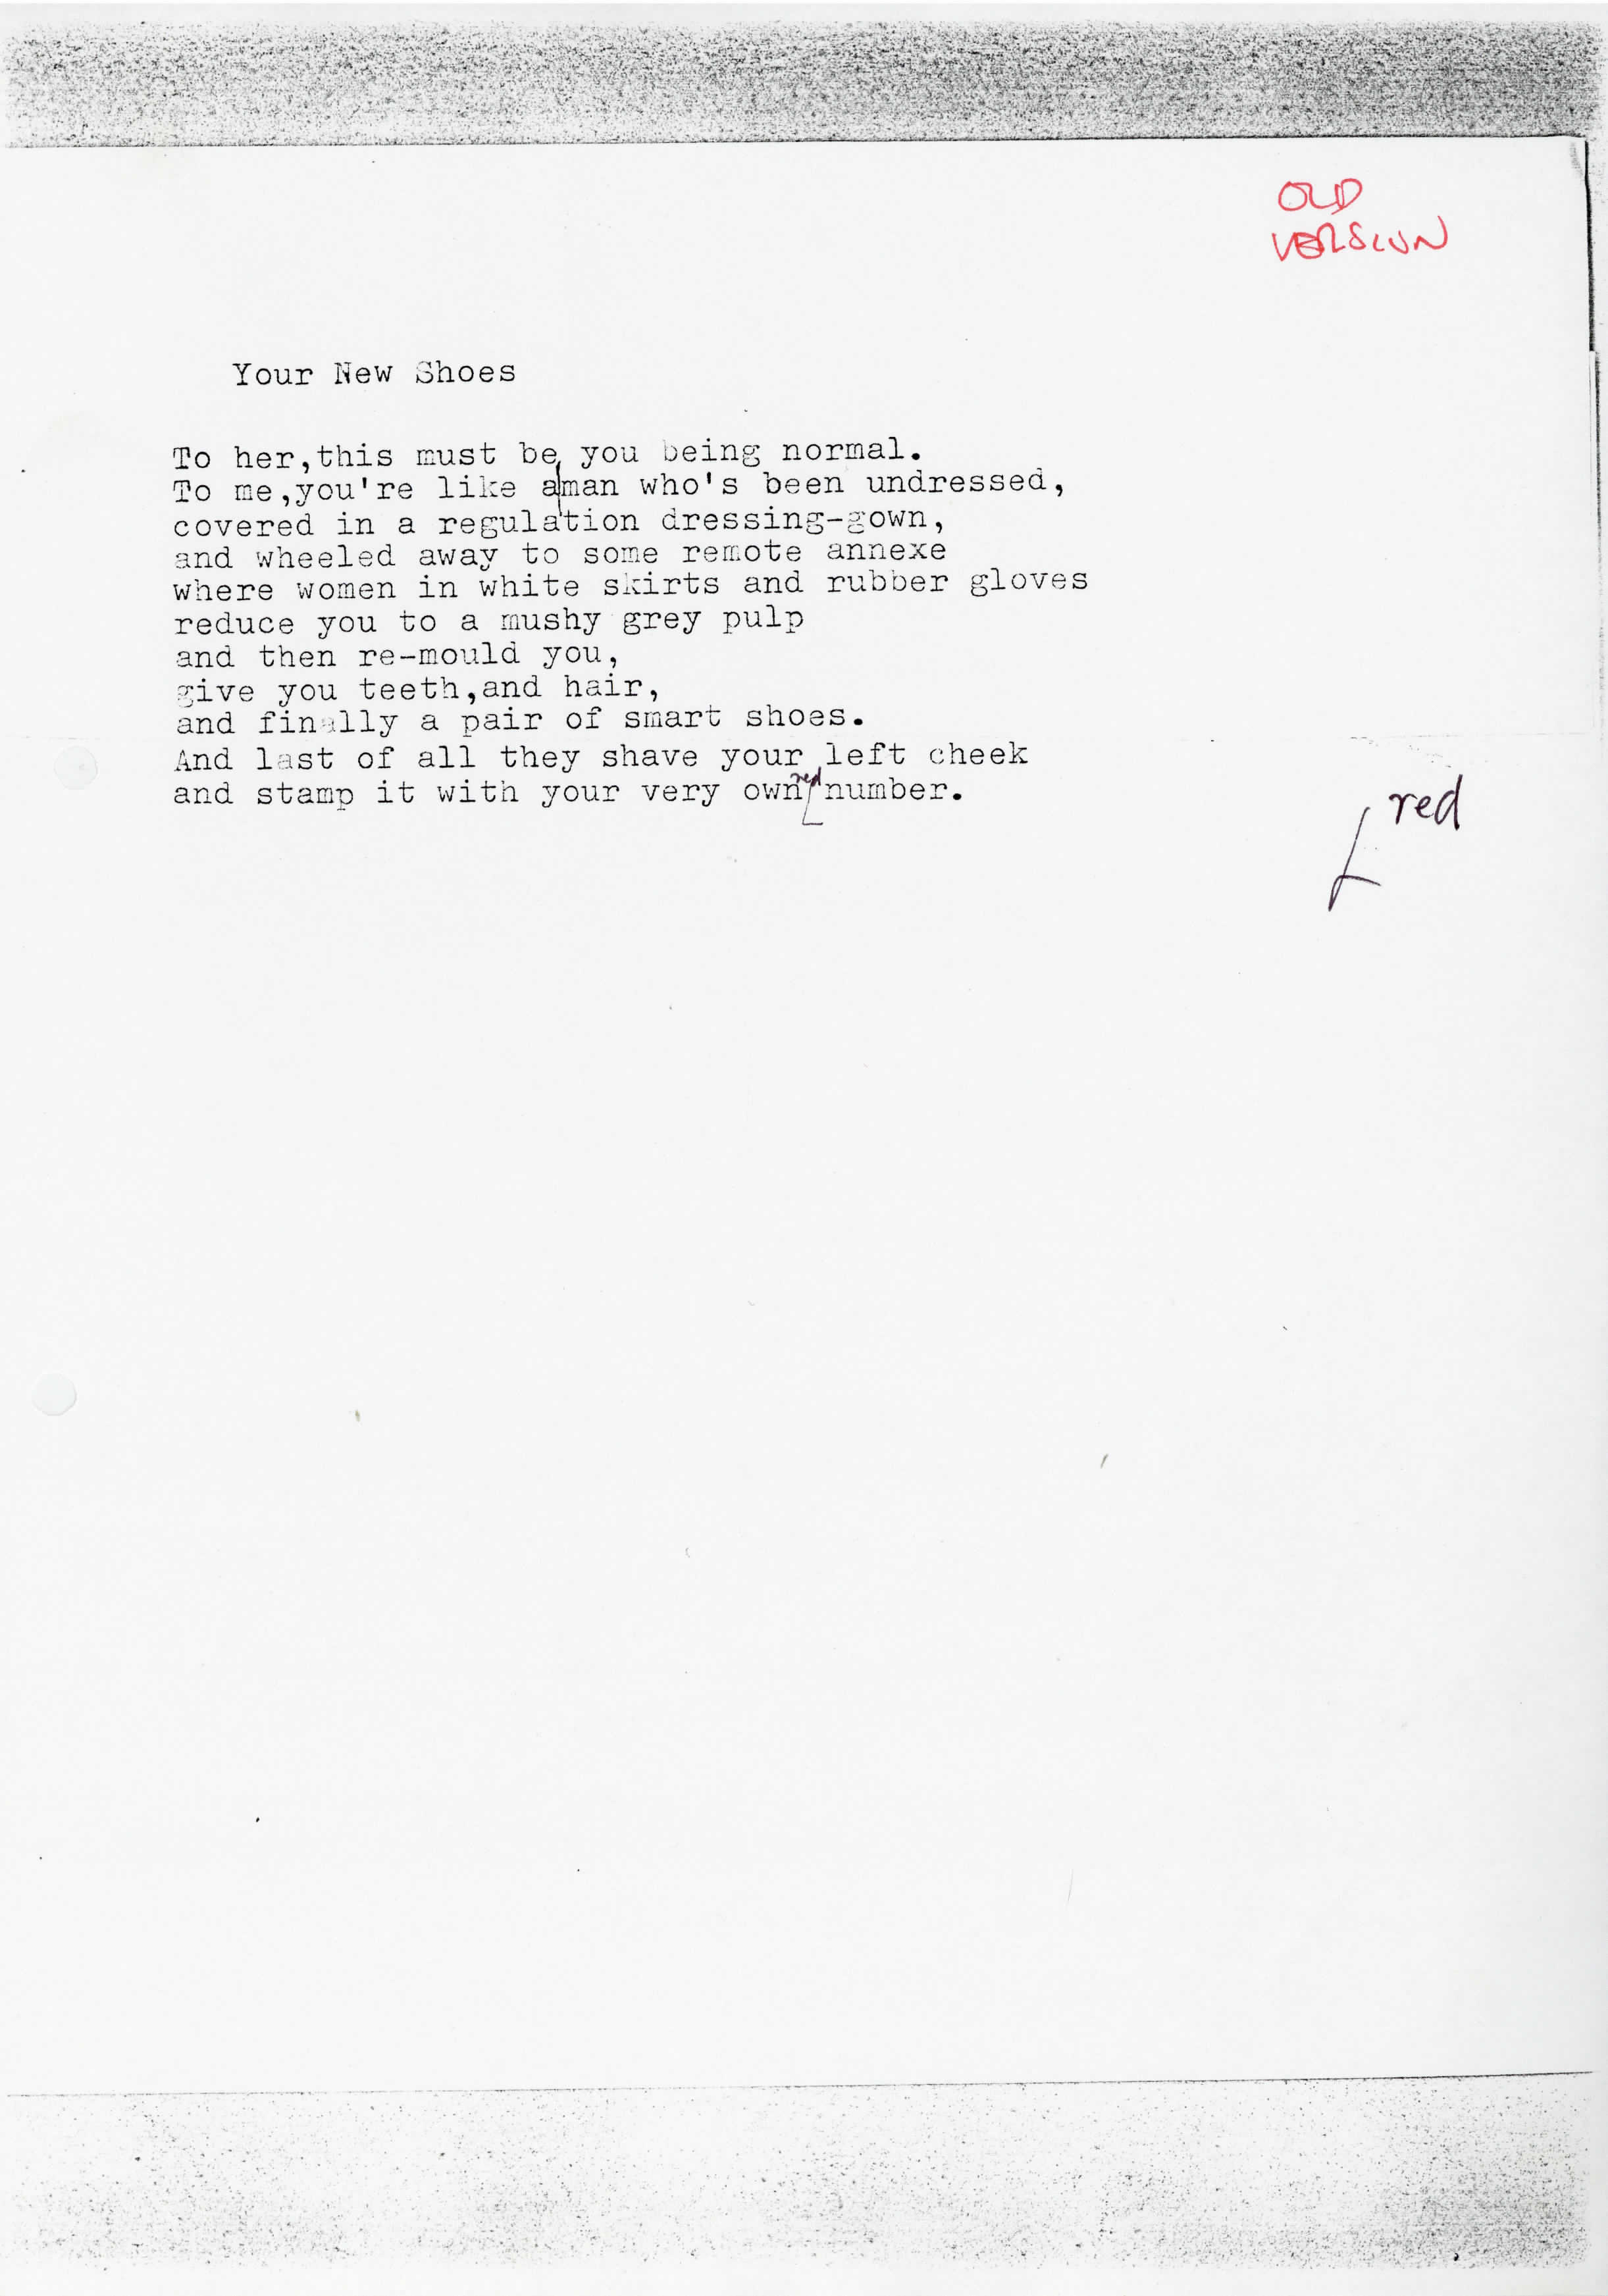 OLD
VERSION
Your New Shoes
To her,this must be you being normal.
To me,you're like aman who's been undressed,
covered in a regulation dressing-gown,
and wheeled away to some remote annexe
where women in white skirts and rubber gloves
reduce you to a mushy grey pulp
and then re-mould you,
give you teeth,and hair,
and finally a pair of smart shoes.
And last of all they shave your left cheek
and stamp it with your very own red number.
red